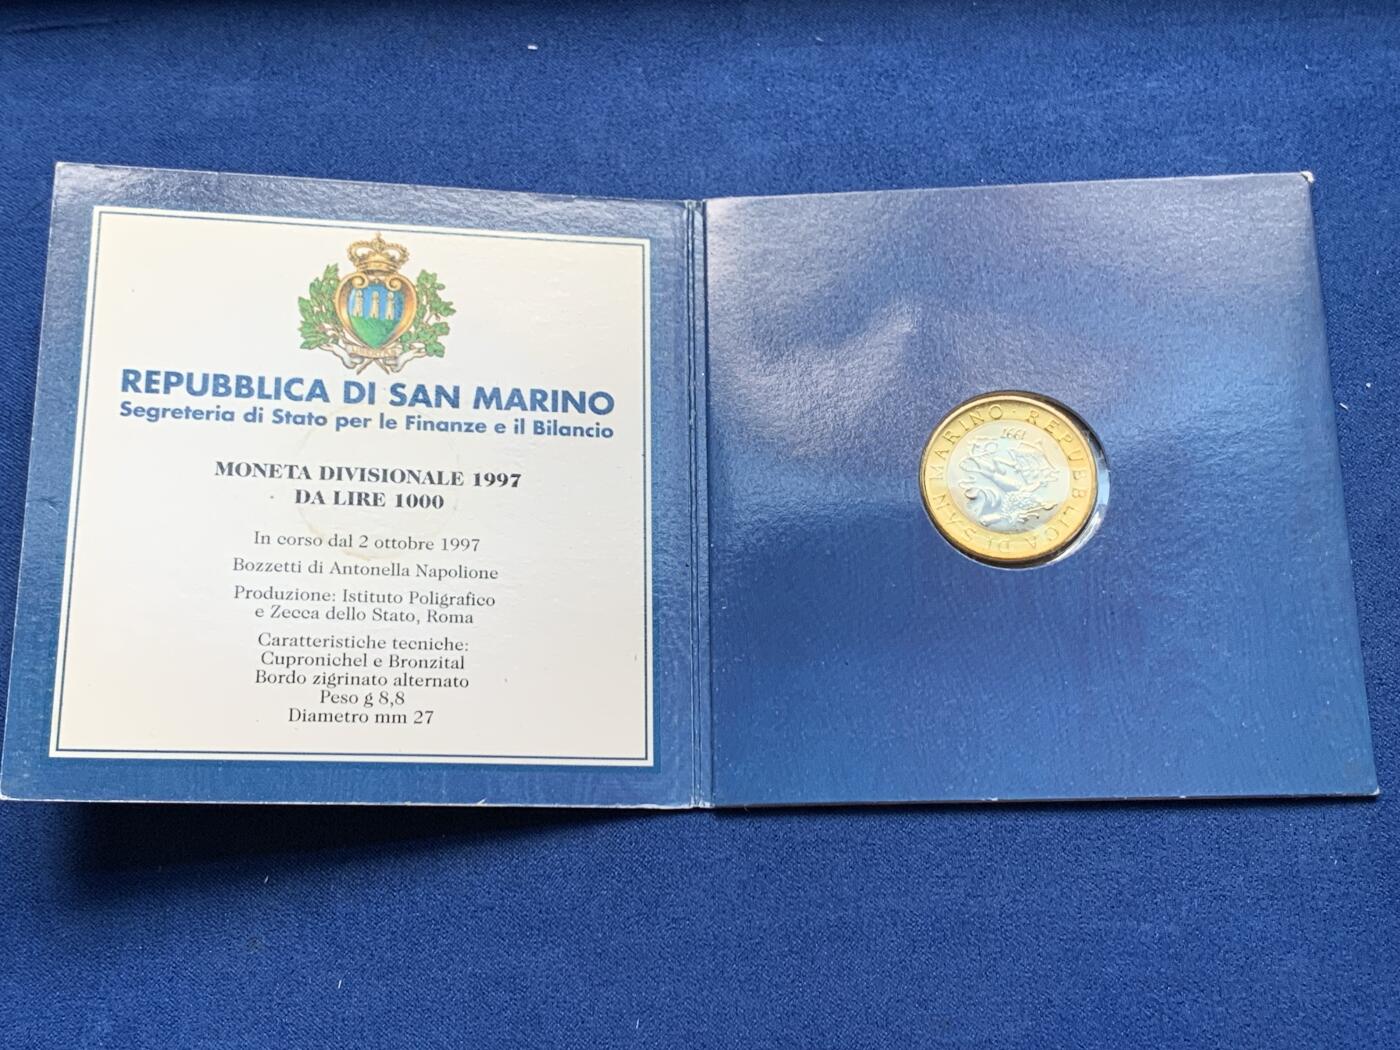 LIBERTAS
REPUBBLICA DI SAN MARINO
Segreteria di Stato per le Finanze e il Bilancio
MONETA DIVISIONALE 1997
DA LIRE 1000
In corso dal 2 ottobre 1997
Bozzetti di Antonella Napolione
Produzione: Istituto Poligrafico
e Zecca dello Stato, Roma
Caratteristiche tecniche:
Cupronichel e Bronzital
Bordo zigrinato alternato
Peso g 8,8
Diametro mm 27
REPUBBLICA DI SAN MARINO ·
1997